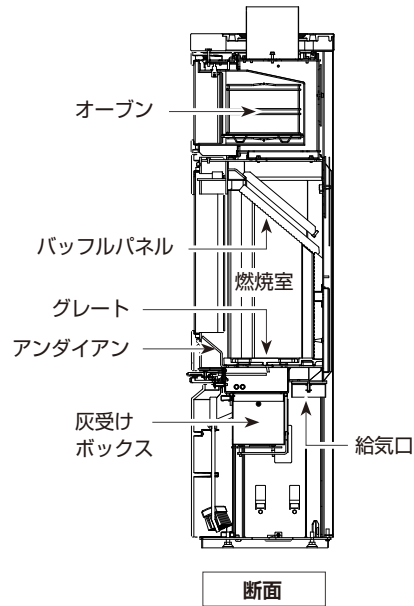 オーブン
バッフルパネル
燃焼室
グレート
アンダイアン
灰受け
ボックス
給気口
断面